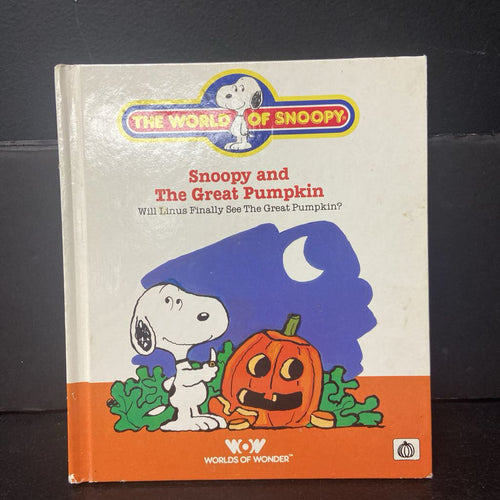 THE WORLD OF SNOOPY
Snoopy and
The Great Pumpkin
Will Linus Finally See The Great Pumpkin?
WOW
WORLDS OF WONDER™